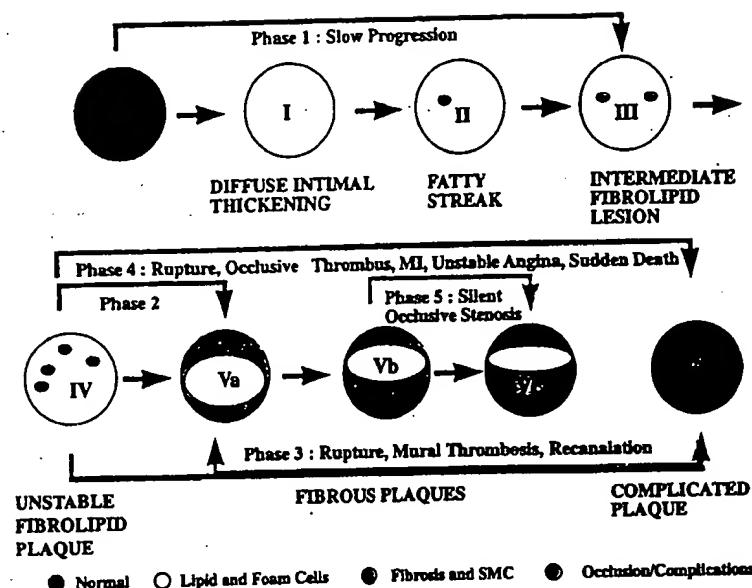 Phase 1 : Slow Progression
I
II
III
DIFFUSE INTIMAL
THICKENING
FATTY
STREAK
INTERMEDIATE
FIBROLIPID
LESION
Phase 4 : Rupture, Occlusive Thrombus, MI, Unstable Angina, Sudden Death
Phase 2
Phase 5 : Silent
Occlusive Stenosis
IV
Va
Vb
Phase 3 : Rupture, Mural Thrombosis, Recanalation
UNSTABLE
FIBROLIPID
PLAQUE
FIBROUS PLAQUES
COMPLICATED
PLAQUE
Normal
Lipid and Foam Cells
Fibrosis and SMC
Occlusion/Complication